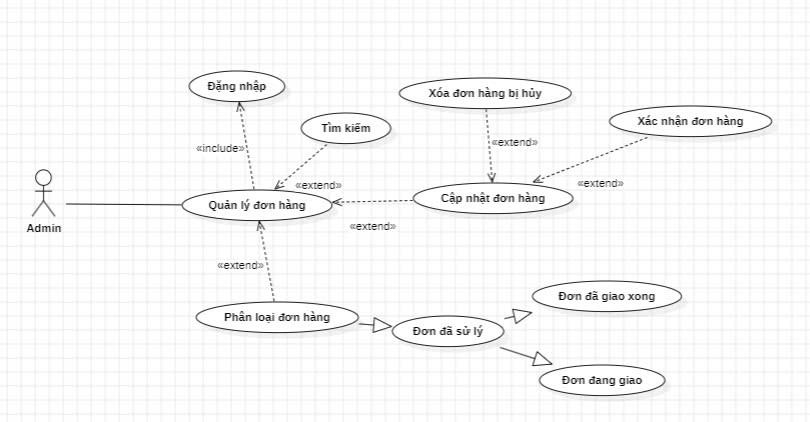 Đăng nhập
Xóa đơn hàng bị hủy
Tìm kiếm
Xác nhận đơn hàng
«include»
«extend»
«extend»
«extend»
Quản lý đơn hàng
Cập nhật đơn hàng
Admin
«extend»
«extend»
Phân loại đơn hàng
Đơn đã giao xong
Đơn đã sử lý
Đơn đang giao